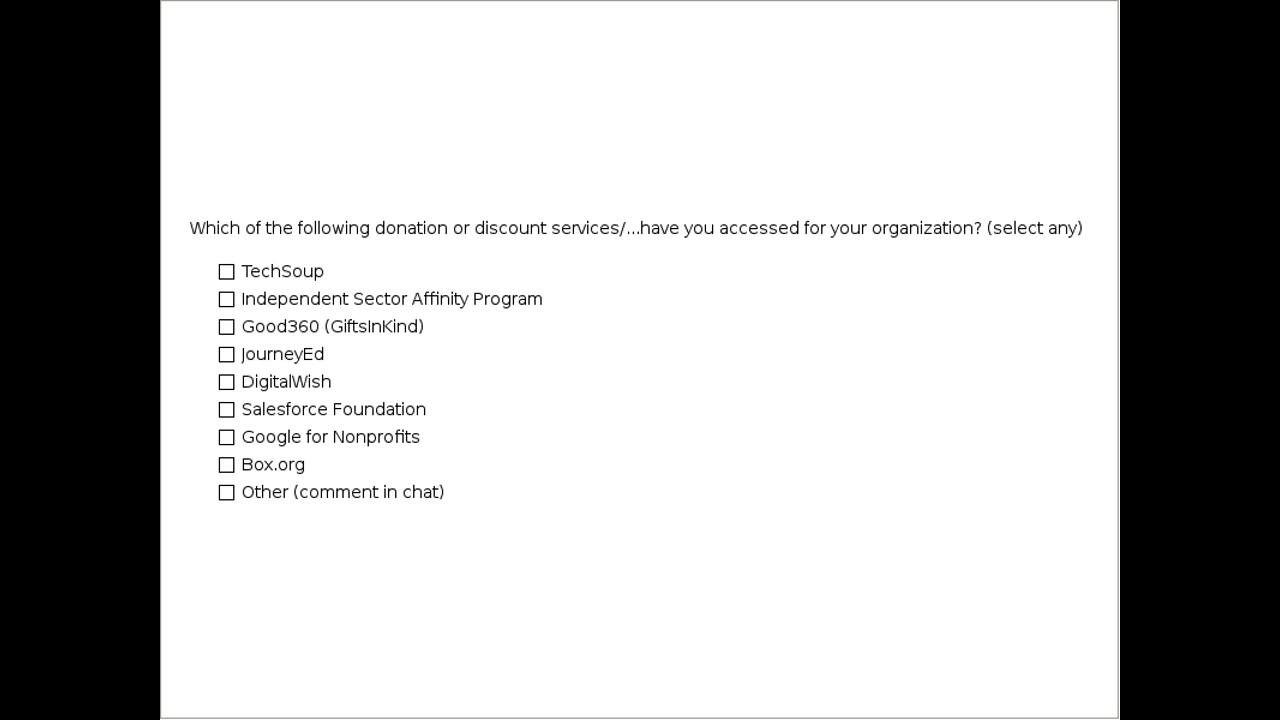 Which of the following donation or discount services/...have you accessed for your organization? (select any)
TechSoup
Independent Sector Affinity Program
Good360 (GiftsInKind)
JourneyEd
DigitalWish
Salesforce Foundation
Google for Nonprofits
Box.org
Other (comment in chat)